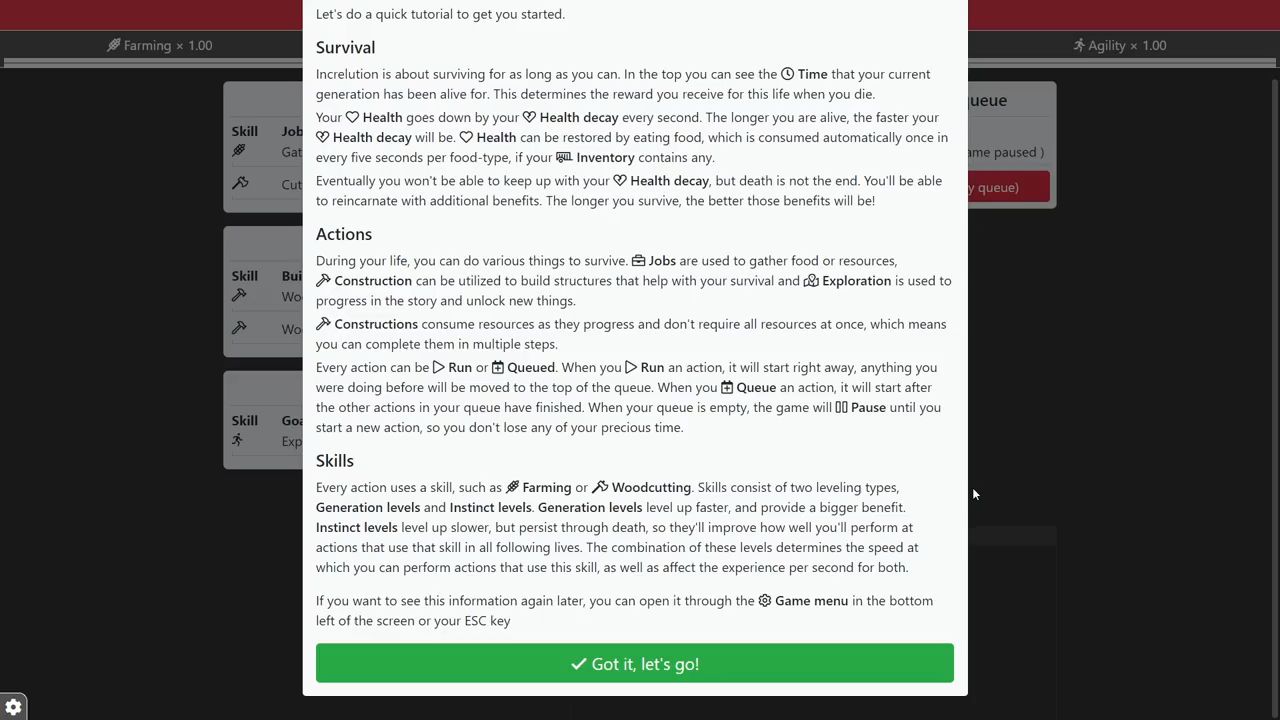 Let's do a quick tutorial to get you started.
Farming × 1.00
Agility × 1.00
Survival
Increlution is about surviving for as long as you can. In the top you can see the Time that your current
generation has been alive for. This determines the reward you receive for this life when you die.
Your Health goes down by your Health decay every second. The longer you are alive, the faster your
Health decay will be. Health can be restored by eating food, which is consumed automatically once in
every five seconds per food-type, if your Inventory contains any.
Eventually you won't be able to keep up with your Health decay, but death is not the end. You'll be able
to reincarnate with additional benefits. The longer you survive, the better those benefits will be!
Actions
During your life, you can do various things to survive. Jobs are used to gather food or resources,
Construction can be utilized to build structures that help with your survival and Exploration is used to
progress in the story and unlock new things.
Constructions consume resources as they progress and don't require all resources at once, which means
you can complete them in multiple steps.
Every action can be Run or Queued. When you Run an action, it will start right away, anything you
were doing before will be moved to the top of the queue. When you Queue an action, it will start after
the other actions in your queue have finished. When your queue is empty, the game will Pause until you
start a new action, so you don't lose any of your precious time.
Skills
Every action uses a skill, such as Farming or Woodcutting. Skills consist of two leveling types,
Generation levels and Instinct levels. Generation levels level up faster, and provide a bigger benefit.
Instinct levels level up slower, but persist through death, so they'll improve how well you'll perform at
actions that use that skill in all following lives. The combination of these levels determines the speed at
which you can perform actions that use this skill, as well as affect the experience per second for both.
If you want to see this information again later, you can open it through the Game menu in the bottom
left of the screen or your ESC key
Got it, let's go!
Skill Job
Gat
Cut
Skill Bui
Wo
Wo
Skill Goa
Exp
ueue
ame paused )
y queue)